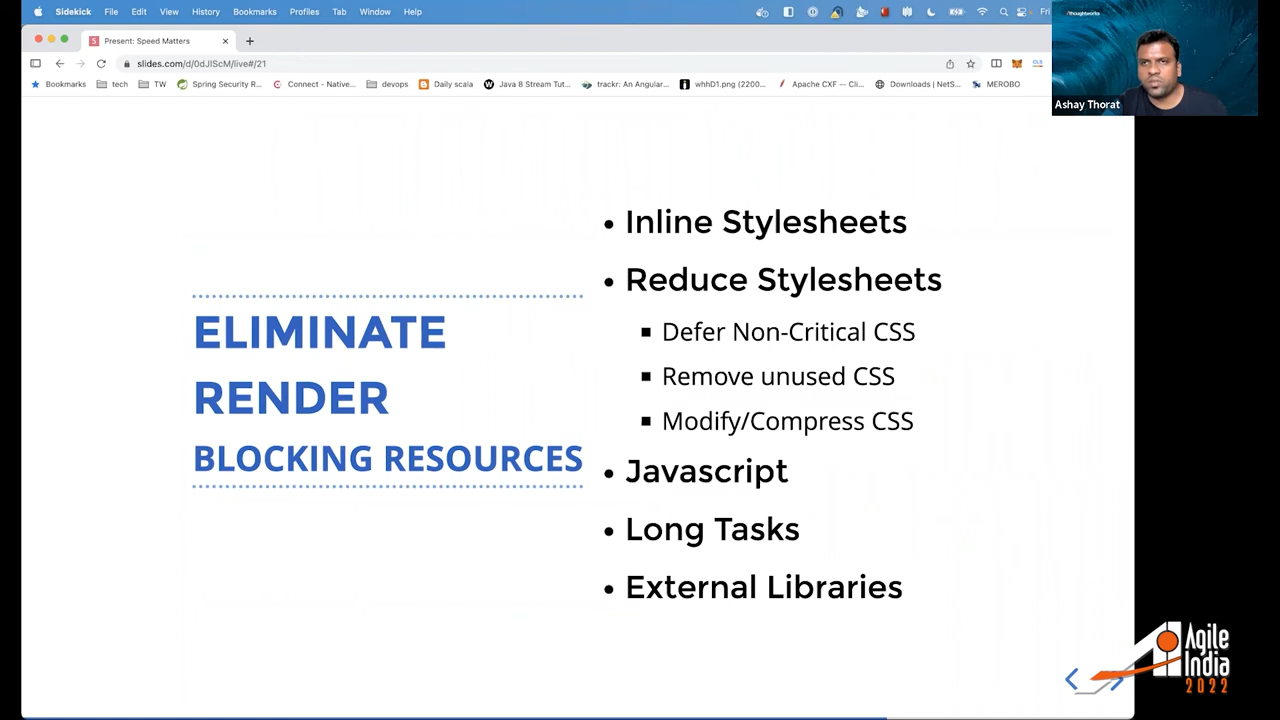 Sidekick File Edit View History Bookmarks Profiles Tab Window Help
Fri
Present: Speed Matters
slides.com/d/0dJlScM/live#/21
Bookmarks tech TW Spring Security R... Connect - Native... devops Daily scala Java 8 Stream Tut... trackr: An Angular... whhD1.png (2200... Apache CXF -- Cli... Downloads | NetS... MEROBO
/thoughtworks
Ashay Thorat
ELIMINATE
RENDER
BLOCKING RESOURCES
• Inline Stylesheets
• Reduce Stylesheets
▪ Defer Non-Critical CSS
▪ Remove unused CSS
▪ Modify/Compress CSS
• Javascript
• Long Tasks
• External Libraries
Agile
India
2022